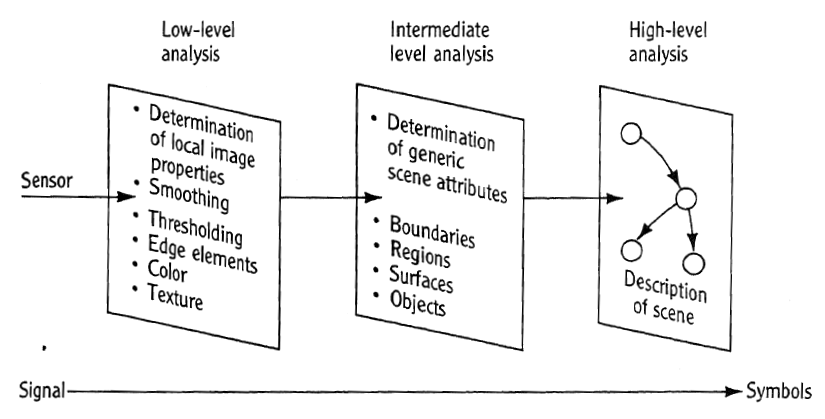 Low-level
analysis
Intermediate
level analysis
High-level
analysis
Sensor
• Determination
of local image
properties
• Smoothing
• Thresholding
• Edge elements
• Color
• Texture
• Determination
of generic
scene attributes
• Boundaries
• Regions
• Surfaces
• Objects
Description
of scene
Signal
Symbols